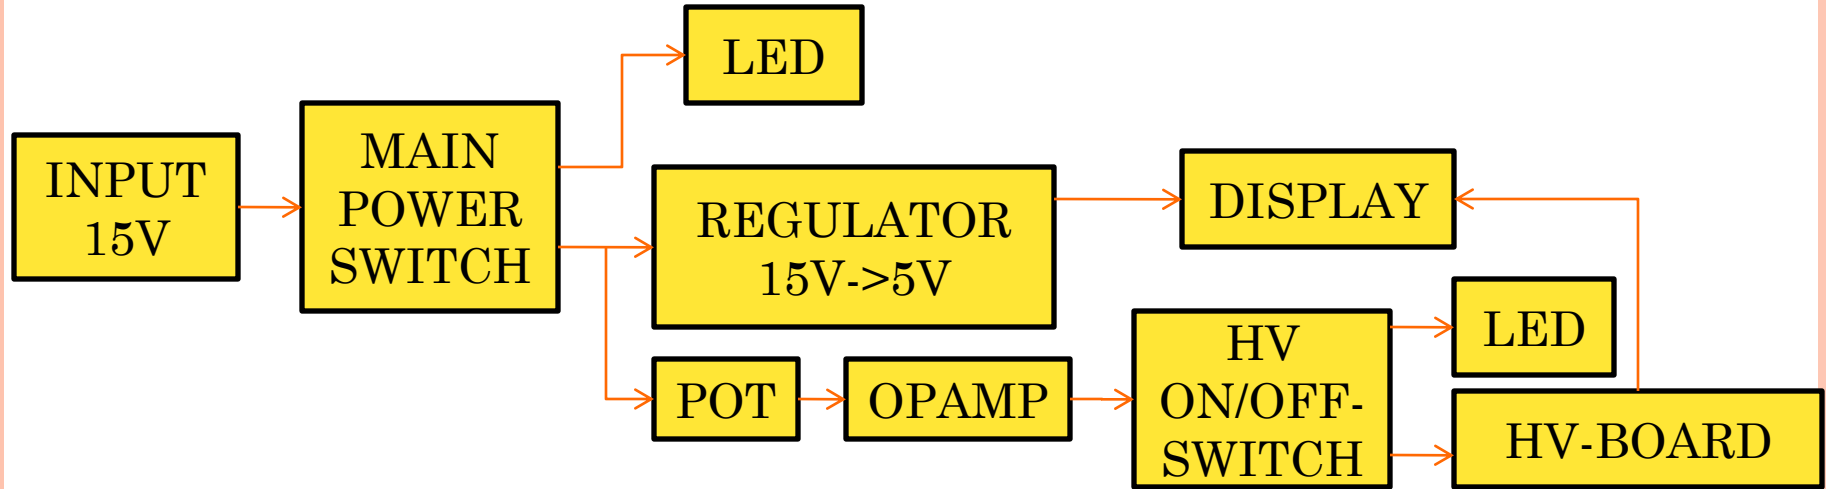 LED
INPUT
15V
MAIN
POWER
SWITCH
REGULATOR
15V->5V
DISPLAY
POT
OPAMP
HV
ON/OFF-
SWITCH
LED
HV-BOARD